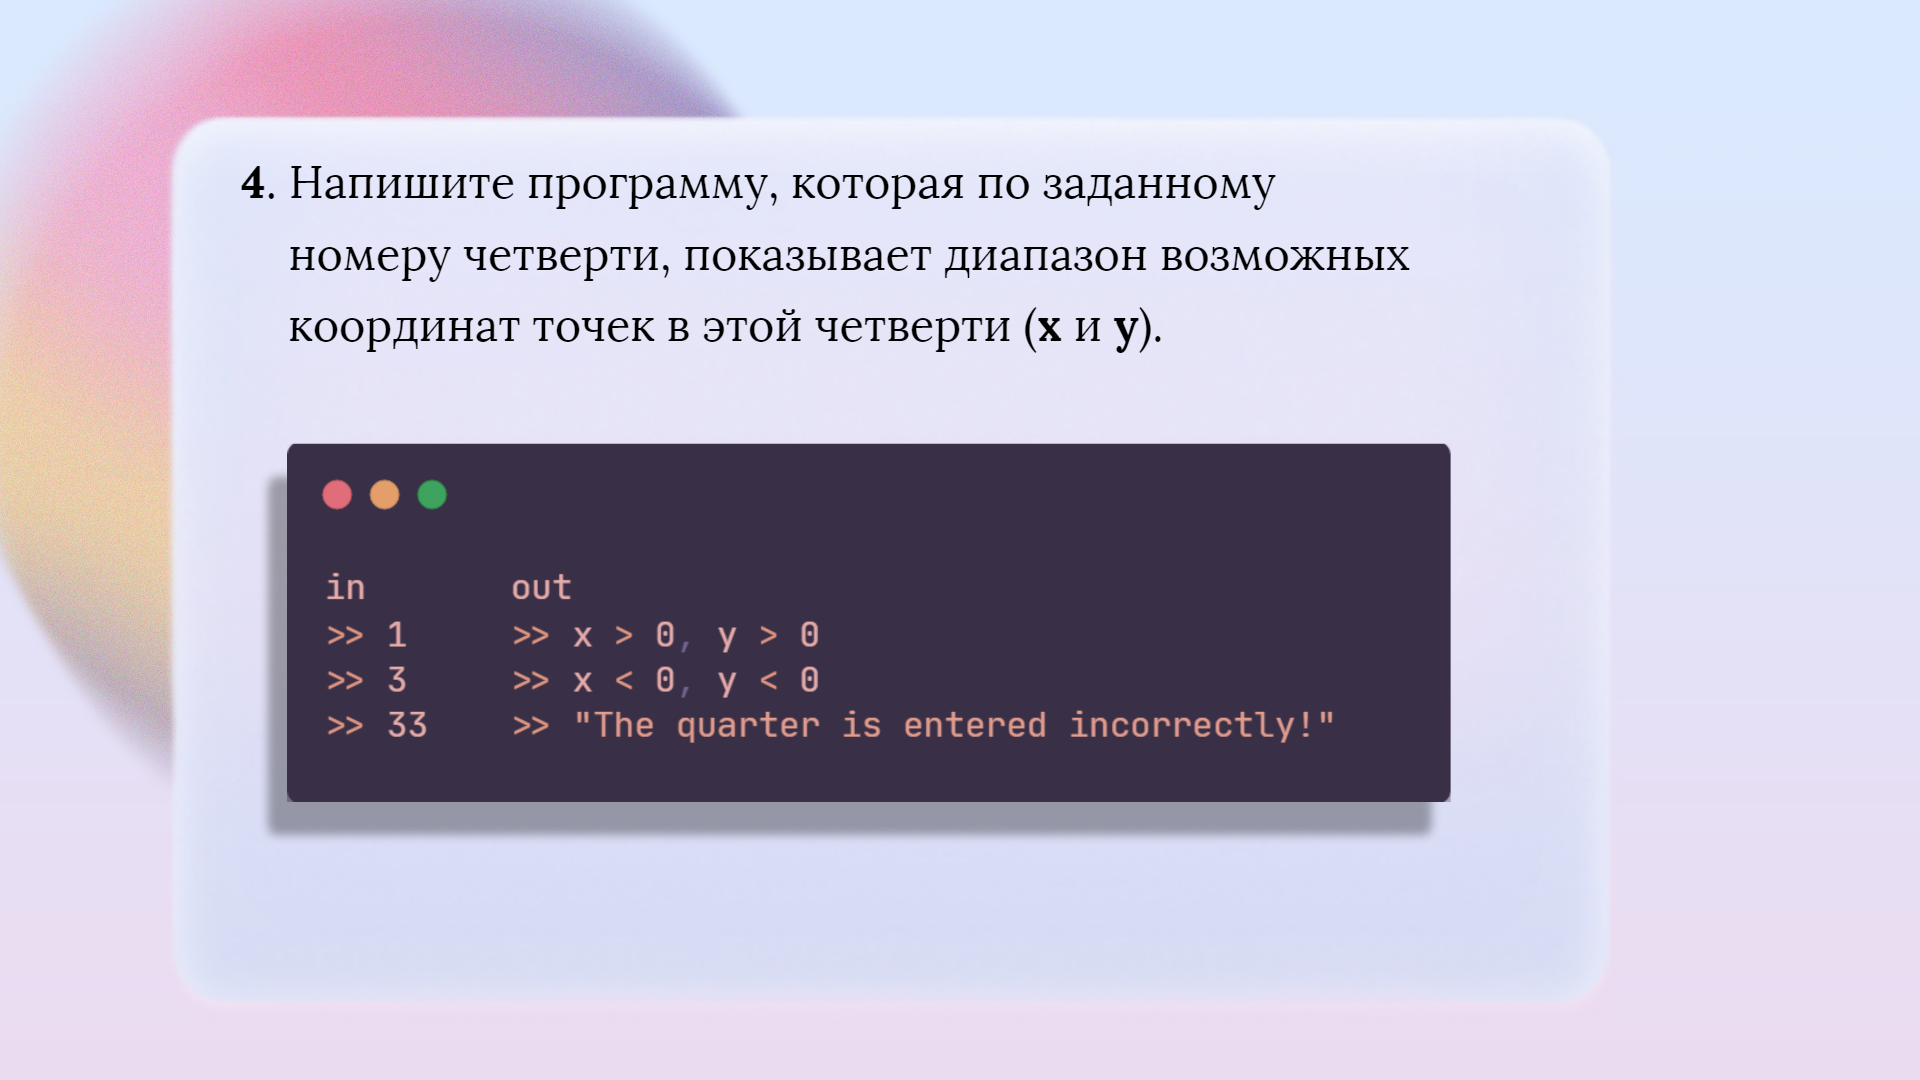 4. Напишите программу, которая по заданному
номеру четверти, показывает диапазон возможных
координат точек в этой четверти (x и y).
in out
>> 1 >> x > 0, y > 0
>> 3 >> x < 0, y < 0
>> 33 >> "The quarter is entered incorrectly!"